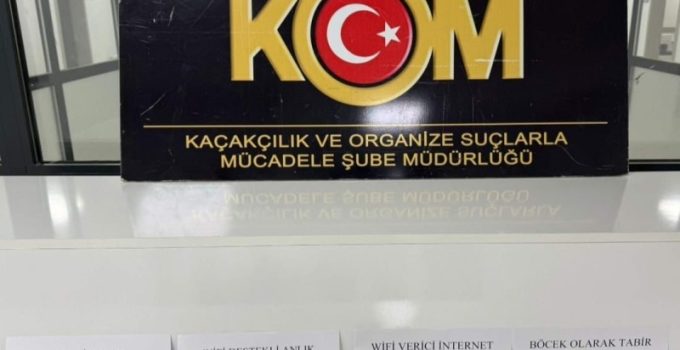 KOM
KAÇAKÇILIK VE ORGANİZE SUÇLARLA
MÜCADELE ŞUBE MÜDÜRLÜĞÜ
WİFİ VERİCİ İNTERNET
BÖCEK OLARAK TABİR